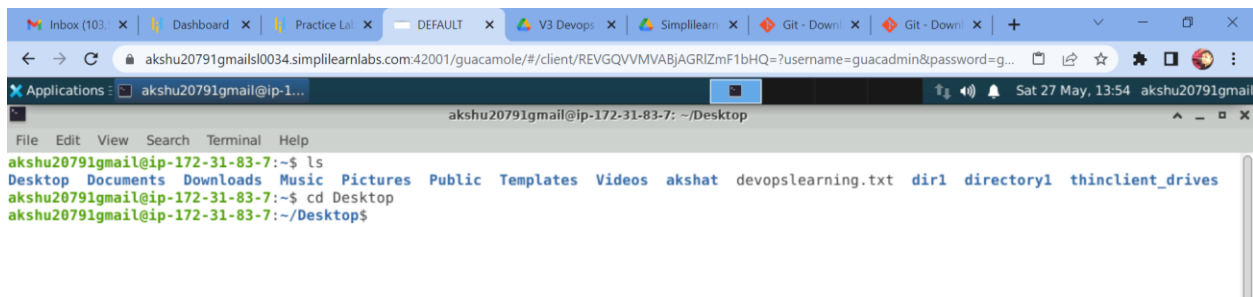 Inbox (103,
Dashboard
Practice Lab
DEFAULT
V3 Devops
Simplilearn
Git - Downl
Git - Downl
akshu20791gmailsl0034.simplilearnlabs.com:42001/guacamole/#/client/REVGQVVMVABjAGRlZmF1bHQ=?username=guacadmin&password=g...
Applications
akshu20791gmail@ip-1...
Sat 27 May, 13:54 akshu20791gmail
akshu20791gmail@ip-172-31-83-7: ~/Desktop
File Edit View Search Terminal Help
akshu20791gmail@ip-172-31-83-7:~$ ls
Desktop Documents Downloads Music Pictures Public Templates Videos akshat devopslearning.txt dir1 directory1 thinclient_drives
akshu20791gmail@ip-172-31-83-7:~$ cd Desktop
akshu20791gmail@ip-172-31-83-7:~/Desktop$